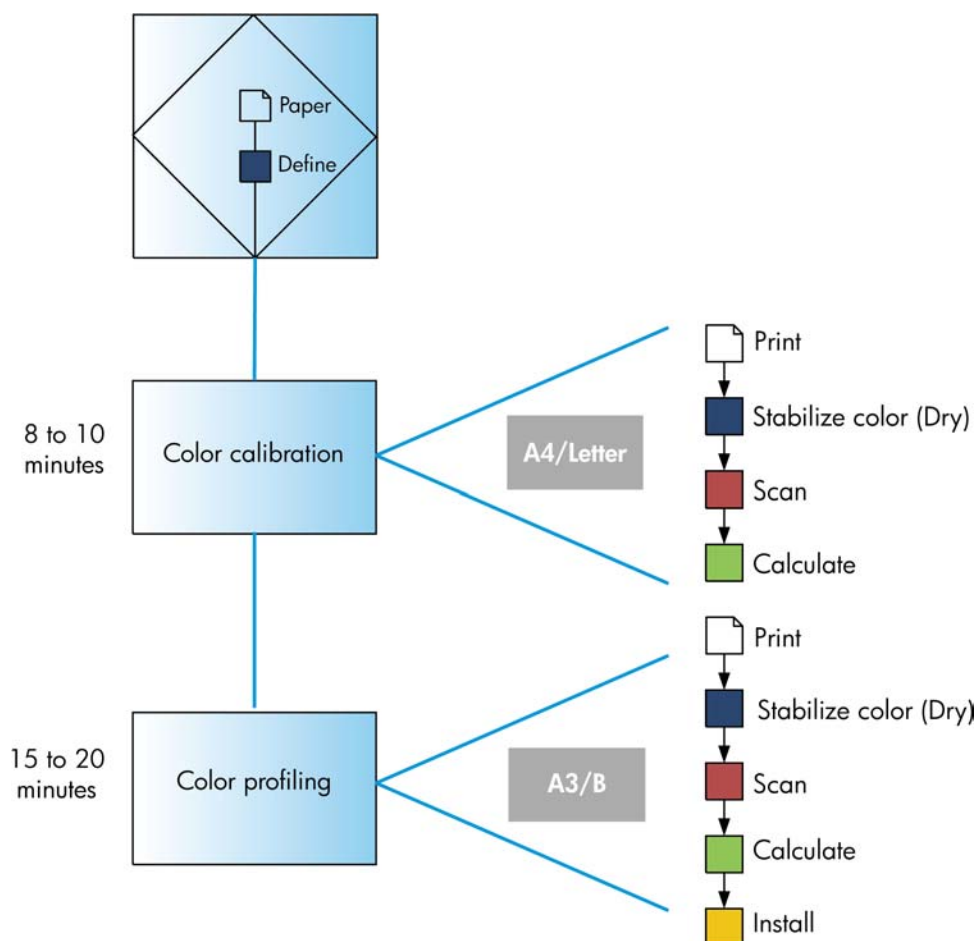 Paper
Define
8 to 10
minutes
Color calibration
A4/Letter
Print
Stabilize color (Dry)
Scan
Calculate
15 to 20
minutes
Color profiling
A3/B
Print
Stabilize color (Dry)
Scan
Calculate
Install